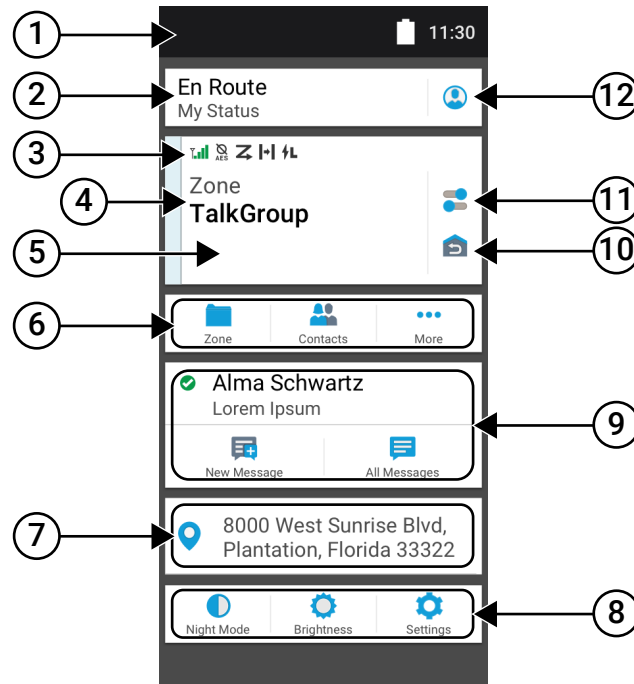 1
11:30
2
En Route
My Status
12
3
AES
4
Zone
TalkGroup
11
5
10
6
Zone
Contacts
More
Alma Schwartz
Lorem Ipsum
9
New Message
All Messages
7
8000 West Sunrise Blvd,
Plantation, Florida 33322
8
Night Mode
Brightness
Settings